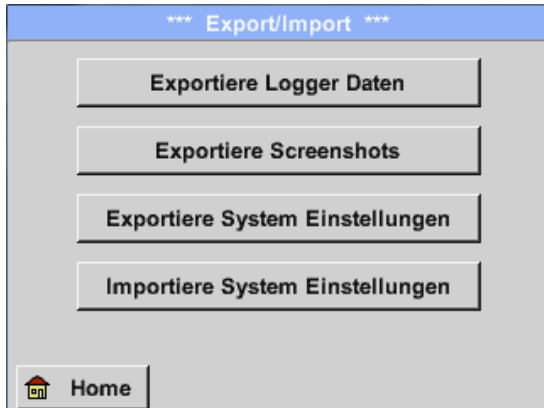 *** Export/Import ***
Exportiere Logger Daten
Exportiere Screenshots
Exportiere System Einstellungen
Importiere System Einstellungen
Home